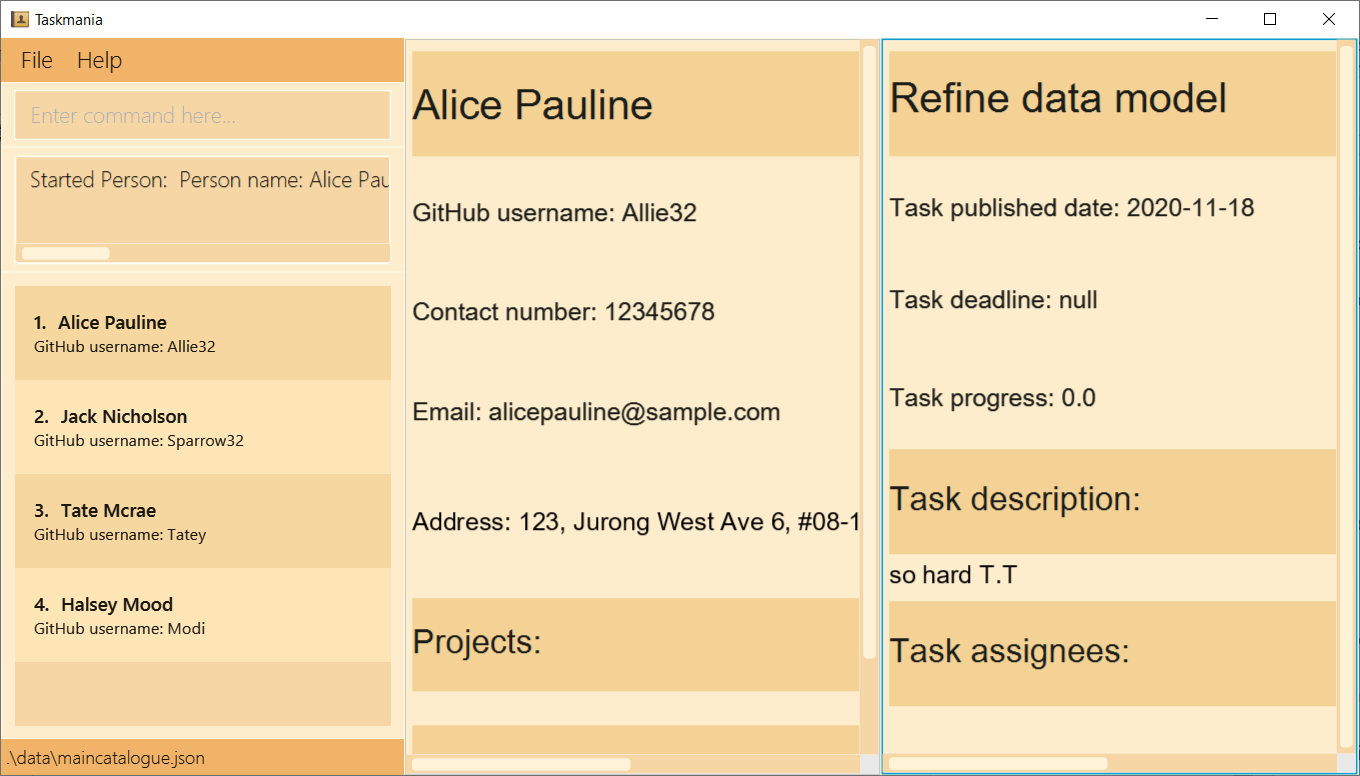 Taskmania
File Help
Enter command here...
Started Person:  Person name: Alice Pau
1. Alice Pauline
GitHub username: Allie32
2. Jack Nicholson
GitHub username: Sparrow32
3. Tate Mcrae
GitHub username: Tatey
4. Halsey Mood
GitHub username: Modi
.\data\maincatalogue.json
Alice Pauline
GitHub username: Allie32
Contact number: 12345678
Email: alicepauline@sample.com
Address: 123, Jurong West Ave 6, #08-1
Projects:
Refine data model
Task published date: 2020-11-18
Task deadline: null
Task progress: 0.0
Task description:
so hard T.T
Task assignees: